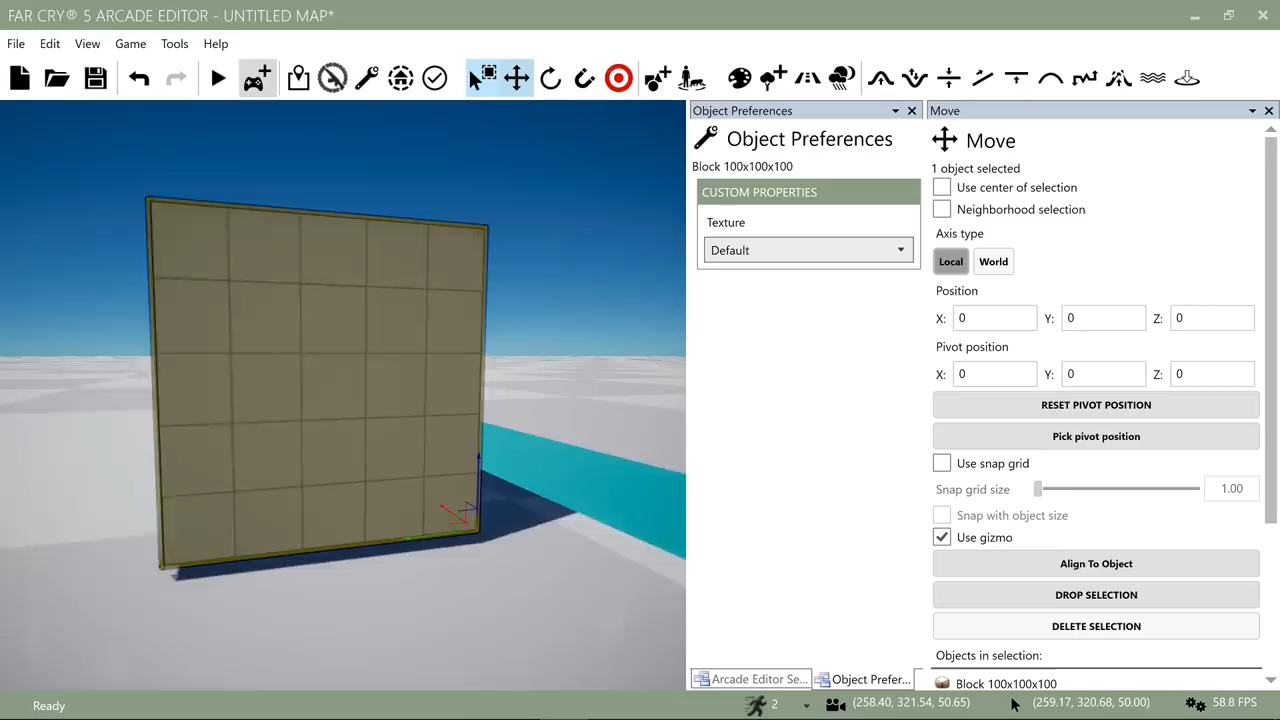 FAR CRY® 5 ARCADE EDITOR - UNTITLED MAP*
File Edit View Game Tools Help
Object Preferences
Move
Object Preferences
Move
Block 100x100x100
1 object selected
CUSTOM PROPERTIES
Use center of selection
Neighborhood selection
Texture
Axis type
Default
Local World
Position
X: 0 Y: 0 Z: 0
Pivot position
X: 0 Y: 0 Z: 0
RESET PIVOT POSITION
Pick pivot position
Use snap grid
Snap grid size 1.00
Snap with object size
Use gizmo
Align To Object
DROP SELECTION
DELETE SELECTION
Objects in selection:
Arcade Editor Se... Object Prefer...
Block 100x100x100
Ready 2 (258.40, 321.54, 50.65) (259.17, 320.68, 50.00) 58.8 FPS